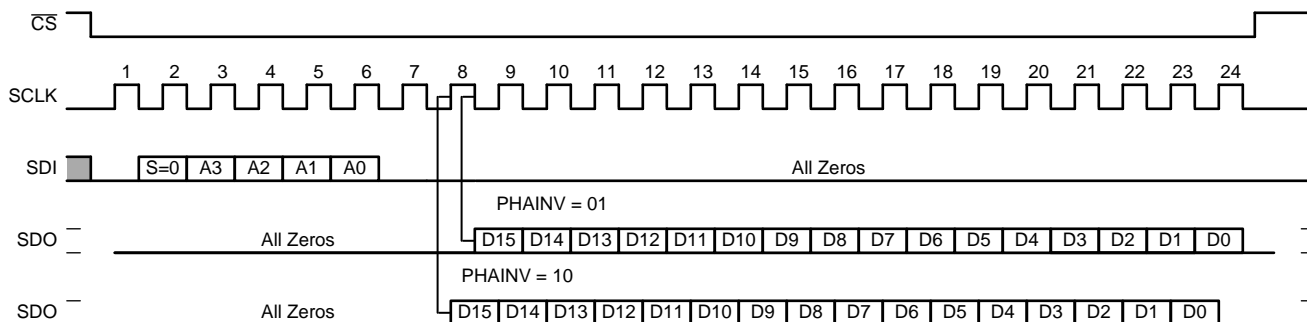 CS
1 2 3 4 5 6 7 8 9 10 11 12 13 14 15 16 17 18 19 20 21 22 23 24
SCLK
SDI S=0 A3 A2 A1 A0 All Zeros
PHAINV = 01
SDO All Zeros D15 D14 D13 D12 D11 D10 D9 D8 D7 D6 D5 D4 D3 D2 D1 D0
PHAINV = 10
SDO All Zeros D15 D14 D13 D12 D11 D10 D9 D8 D7 D6 D5 D4 D3 D2 D1 D0